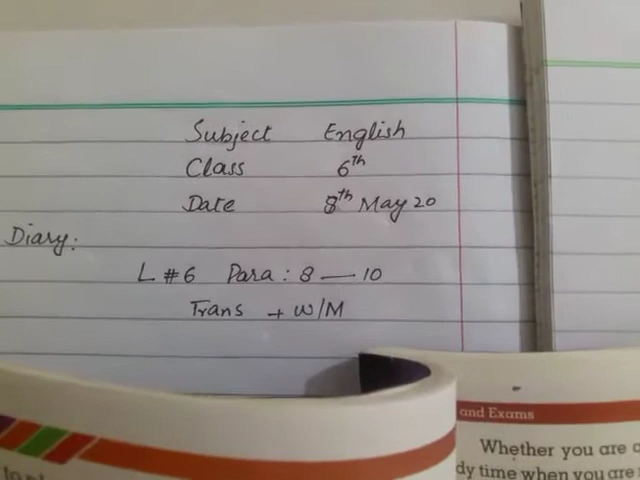 Subject English
Class 6th
Date 8th May 20
Diary:
L #6 Para : 8 — 10
Trans + W/M
and Exams
Whether you are
dy time when you are